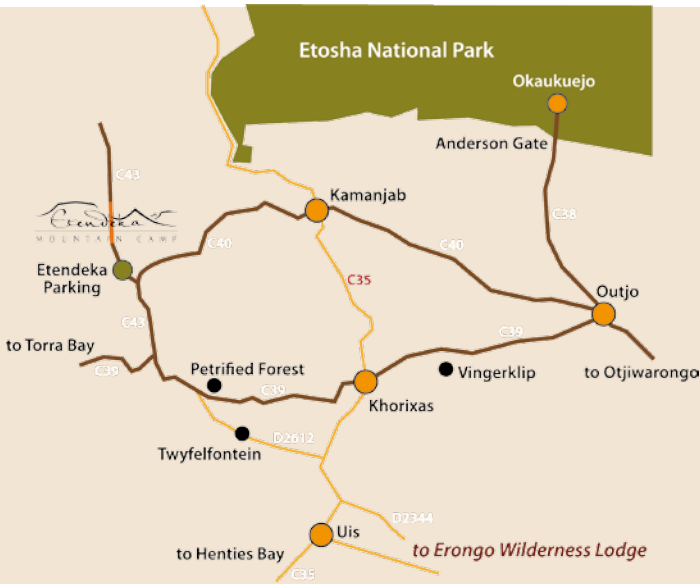 Etosha National Park
Okaukuejo
Anderson Gate
C43
Kamanjab
C38
Etendeka
MOUNTAIN CAMP
C40
C40
Etendeka
Parking
C35
Outjo
C43
C39
to Torra Bay
C39
Petrified Forest
C39
Vingerklip
to Otjiwarongo
Khorixas
D2612
Twyfelfontein
D2344
Uis
to Henties Bay
to Erongo Wilderness Lodge
C35